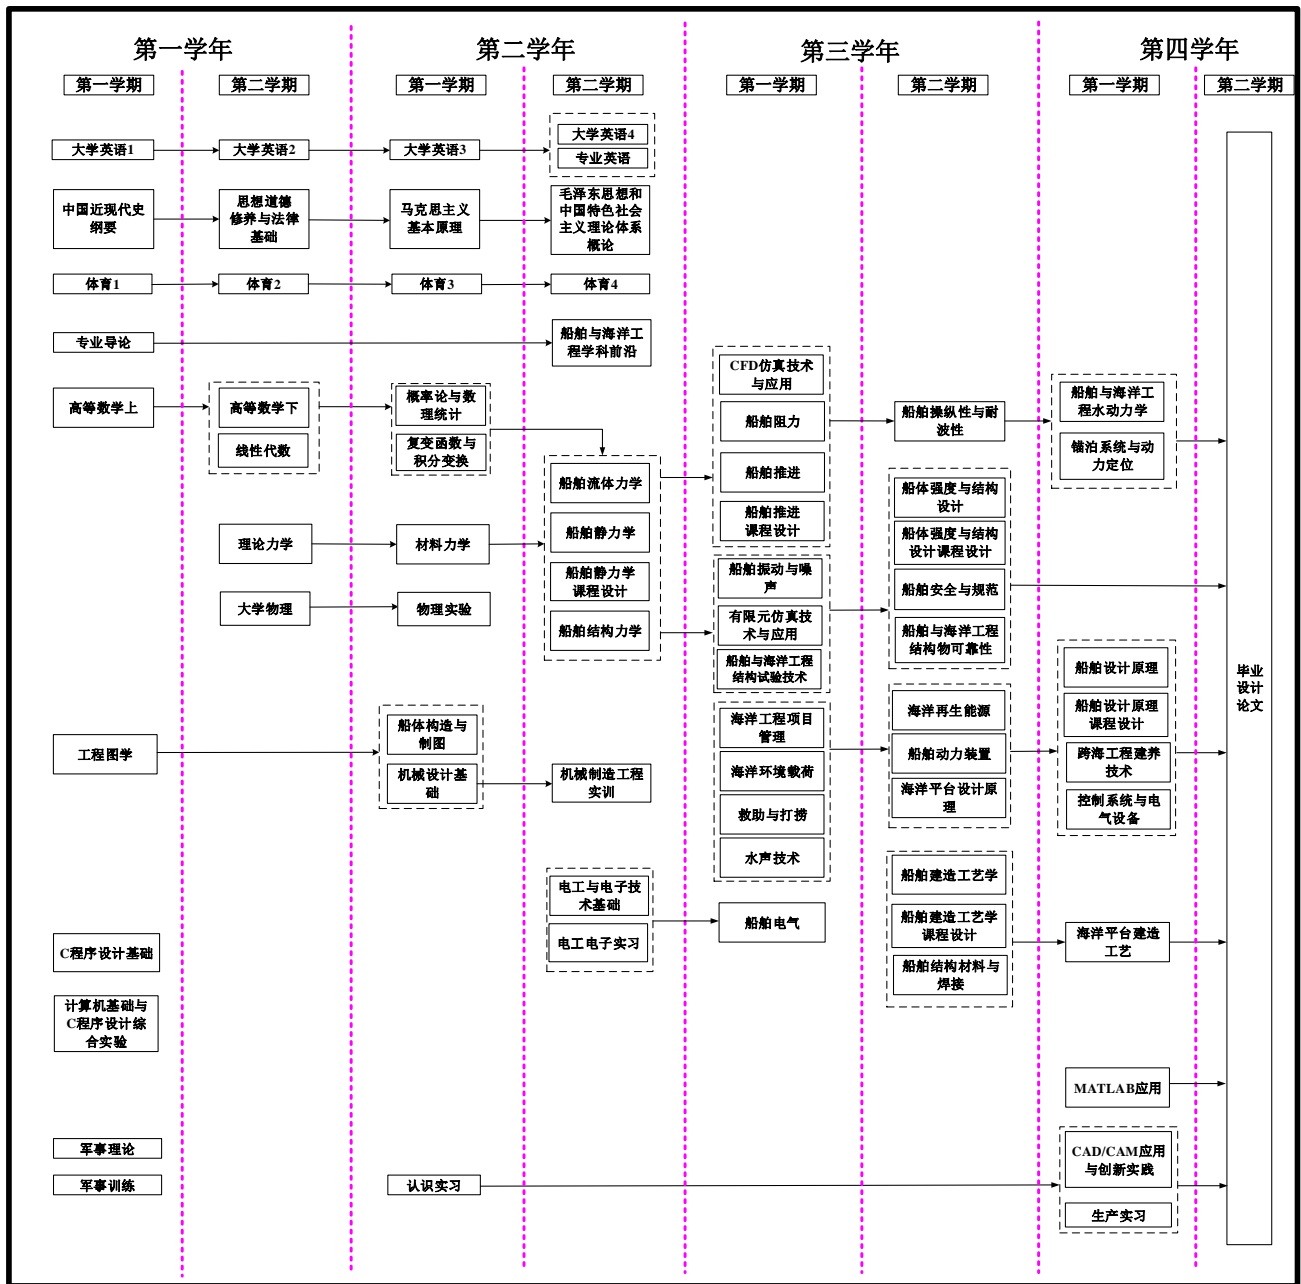 第一学年
第二学年
第三学年
第四学年
第一学期
第二学期
第一学期
第二学期
第一学期
第二学期
第一学期
第二学期
大学英语1
大学英语2
大学英语3
大学英语4
专业英语
中国近现代史
纲要
思想道德
修养与法律
基础
马克思主义
基本原理
毛泽东思想和
中国特色社会
主义理论体系
概论
体育1
体育2
体育3
体育4
专业导论
船舶与海洋工
程学科前沿
高等数学上
高等数学下
线性代数
概率论与数
理统计
复变函数与
积分变换
船舶流体力学
船舶静力学
船舶静力学
课程设计
船舶结构力学
理论力学
材料力学
大学物理
物理实验
CFD仿真技术
与应用
船舶阻力
船舶推进
船舶推进
课程设计
船舶操纵性与耐
波性
船舶与海洋工
程水动力学
锚泊系统与动
力定位
船体强度与结构
设计
船体强度与结构
设计课程设计
船舶安全与规范
船舶与海洋工程
结构物可靠性
船舶振动与噪
声
有限元仿真技
术与应用
船舶与海洋工程
结构试验技术
工程图学
船体构造与
制图
机械设计基
础
机械制造工程
实训
海洋工程项目
管理
海洋环境载荷
救助与打捞
水声技术
海洋再生能源
船舶动力装置
海洋平台设计原
理
船舶设计原理
船舶设计原理
课程设计
跨海工程建养
技术
控制系统与电
气设备
毕业
设计
论文
电工与电子技
术基础
电工电子实习
船舶电气
船舶建造工艺学
船舶建造工艺学
课程设计
船舶结构材料与
焊接
海洋平台建造
工艺
C程序设计基础
计算机基础与
C程序设计综
合实验
MATLAB应用
军事理论
军事训练
认识实习
CAD/CAM应用
与创新实践
生产实习